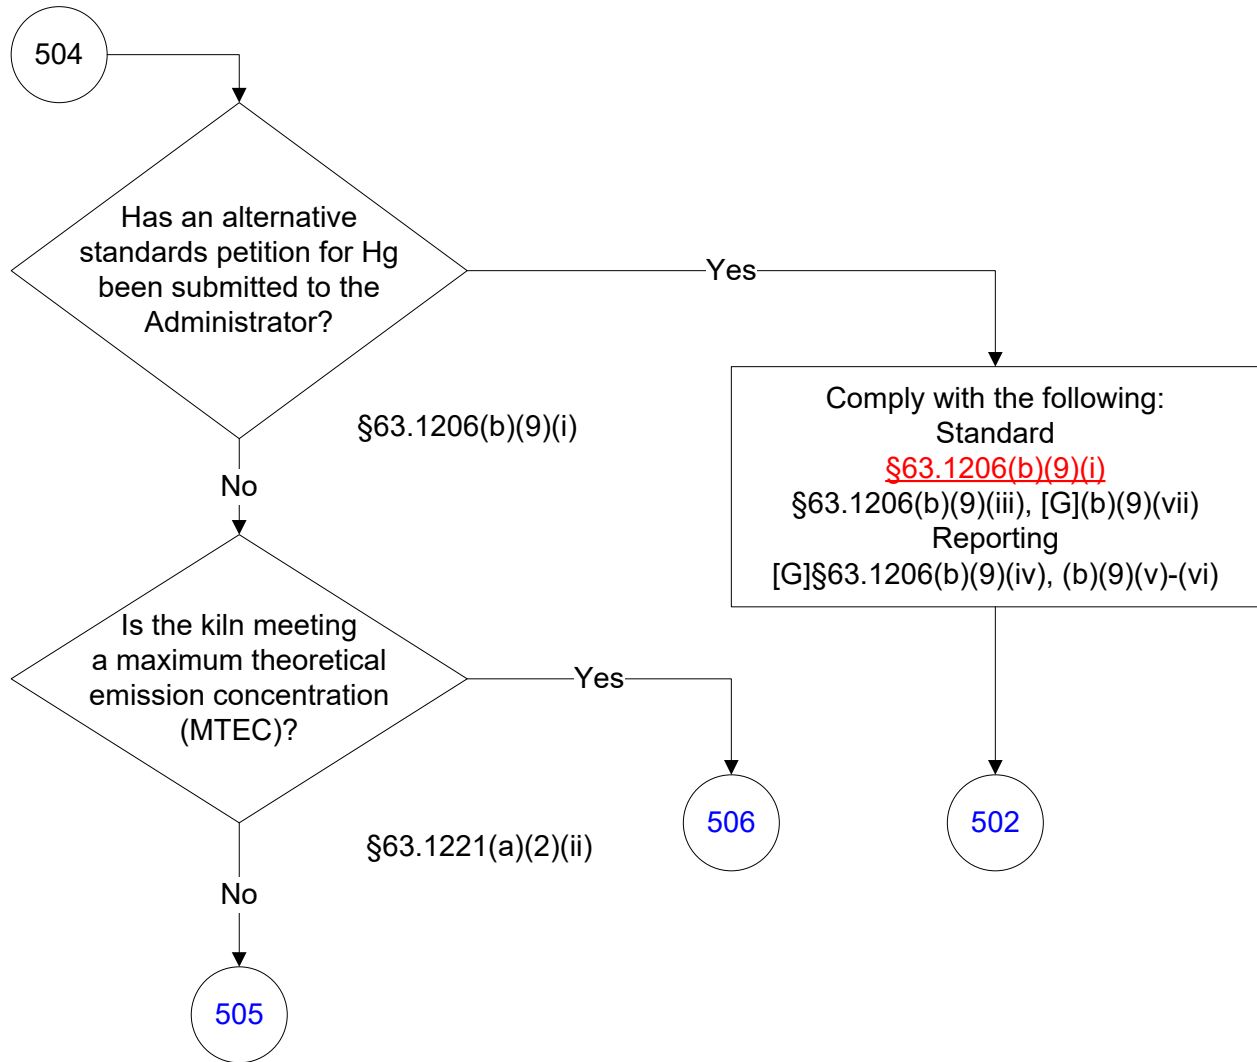 504
Has an alternative
standards petition for Hg
been submitted to the
Administrator?
Yes
§63.1206(b)(9)(i)
No
Comply with the following:
Standard
§63.1206(b)(9)(i)
§63.1206(b)(9)(iii), [G](b)(9)(vii)
Reporting
[G]§63.1206(b)(9)(iv), (b)(9)(v)-(vi)
Is the kiln meeting
a maximum theoretical
emission concentration
(MTEC)?
Yes
§63.1221(a)(2)(ii)
No
506
502
505